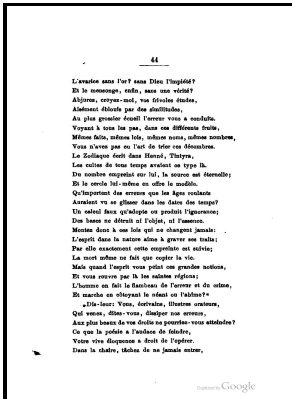 44
L'avarice sans l'or? sans Dieu l'impiété?
Et le mensonge, enfin, sans une vérité?
Abjurez, croyez-moi, vos frivoles études,
Aisément éblouis par des similitudes,
Au plus grossier écueil l'erreur vous a conduits.
Voyant à tous les pas, dans ces différents fruits,
Mêmes faits, mêmes lois, mêmes noms, mêmes nombres,
Vous n'avez pas eu l'art de trier ces décombres.
Le Zodiaque écrit dans Henné, Tintyra,
Les cultes de tous temps avaient ce type là.
Du nombre empreint sur lui, la source est éternelle;
Et le cercle lui-même en offre le modèle.
Qu'importent des erreurs que les âges roulants
Auraient vu se glisser dans les dates des temps?
Un calcul faux qu'adopte ou produit l'ignorance;
Des bases ne détruit ni l'objet, ni l'essence.
Montez donc à ces lois qui ne changent jamais:
L'esprit dans la nature aime à graver ses traits;
Par elle exactement cette empreinte est suivie;
La mort même ne fait que copier la vie.
Mais quand l'esprit vous peint ces grandes notions,
Et vous rouvre par là les saintes régions;
L'homme en fait le flambeau de l'erreur et du crime,
Et marche en côtoyant le néant ou l'abîme?"
„Dis-leur: Vous, écrivains, illustres orateurs,
Qui venez, dites-vous, dissiper nos erreurs,
Aux plus beaux de vos droits ne pourriez-vous atteindre?
Ce que la poésie a l'audace de feindre,
Votre vive éloquence a droit de l'opérer.
Dans la chaire, tâchez de ne jamais entrer,
Digitized by Google